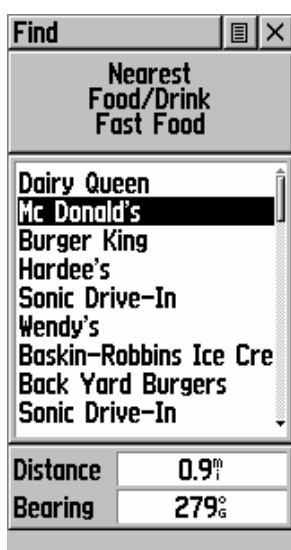 Find
Nearest
Food/Drink
Fast Food
Dairy Queen
Mc Donald's
Burger King
Hardee's
Sonic Drive-In
Wendy's
Baskin-Robbins Ice Cre
Back Yard Burgers
Sonic Drive-In
Distance 0.9 mi
Bearing 279°G